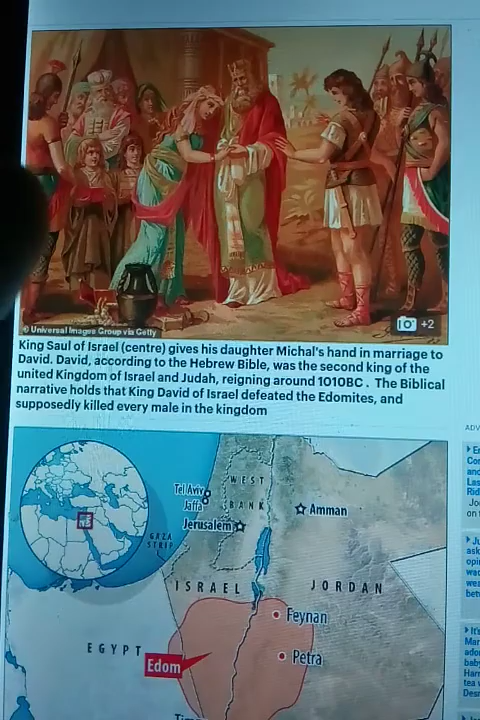 © Universal Images Group via Getty
+2
King Saul of Israel (centre) gives his daughter Michal's hand in marriage to
David. David, according to the Hebrew Bible, was the second king of the
united Kingdom of Israel and Judah, reigning around 1010BC . The Biblical
narrative holds that King David of Israel defeated the Edomites, and
supposedly killed every male in the kingdom
ADV
WEST
BANK
Tel Aviv
Jaffa
Jerusalem
Amman
GAZA
STRIP
ISRAEL
JORDAN
Feynan
EGYPT
Edom
Petra